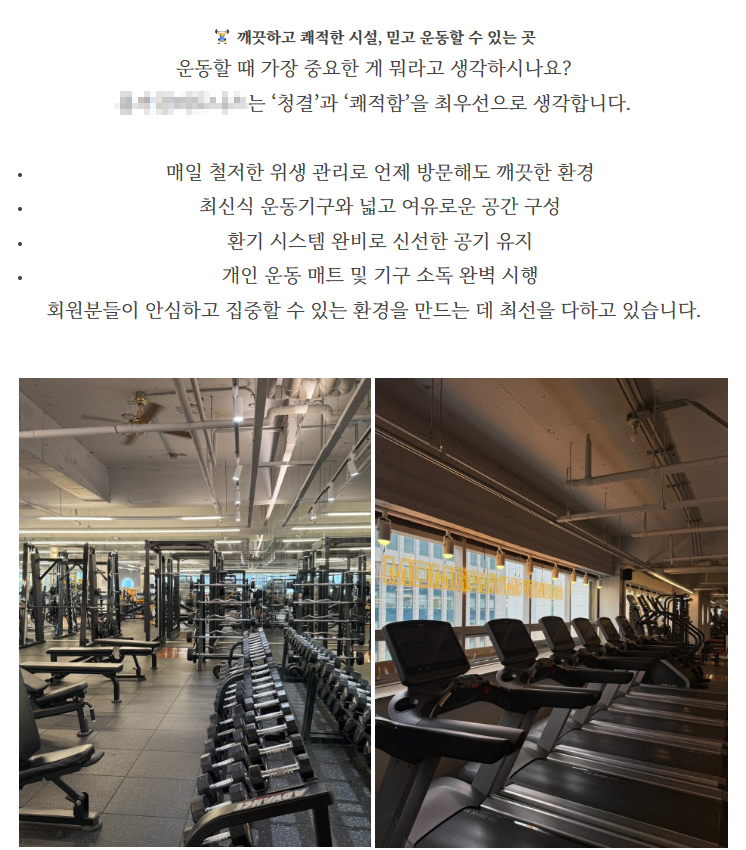 깨끗하고 쾌적한 시설, 믿고 운동할 수 있는 곳
운동할 때 가장 중요한 게 뭐라고 생각하시나요?
는 ‘청결’과 ‘쾌적함’을 최우선으로 생각합니다.
매일 철저한 위생 관리로 언제 방문해도 깨끗한 환경
최신식 운동기구와 넓고 여유로운 공간 구성
환기 시스템 완비로 신선한 공기 유지
개인 운동 매트 및 기구 소독 완벽 시행
회원분들이 안심하고 집중할 수 있는 환경을 만드는 데 최선을 다하고 있습니다.